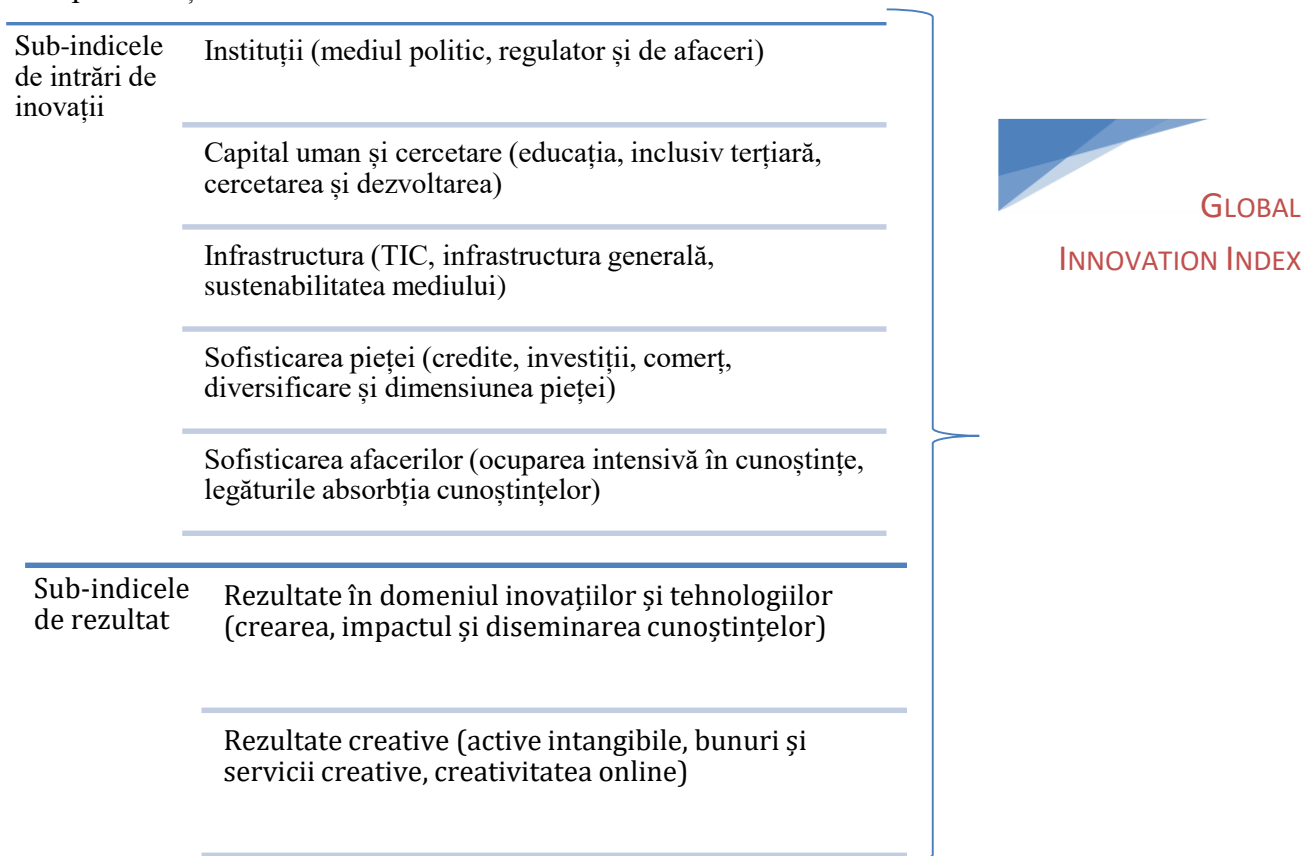 Sub-indicele
de intrări de
inovații
Instituții (mediul politic, regulator și de afaceri)
Capital uman și cercetare (educația, inclusiv terțiară,
cercetarea și dezvoltarea)
Infrastructura (TIC, infrastructura generală,
sustenabilitatea mediului)
Sofisticarea pieței (credite, investiții, comerț,
diversificare și dimensiunea pieței)
Sofisticarea afacerilor (ocuparea intensivă în cunoștințe,
legăturile absorbția cunoștințelor)
Sub-indicele
de rezultat
Rezultate în domeniul inovațiilor și tehnologiilor
(crearea, impactul și diseminarea cunoștințelor)
Rezultate creative (active intangibile, bunuri și
servicii creative, creativitatea online)
GLOBAL
INNOVATION INDEX